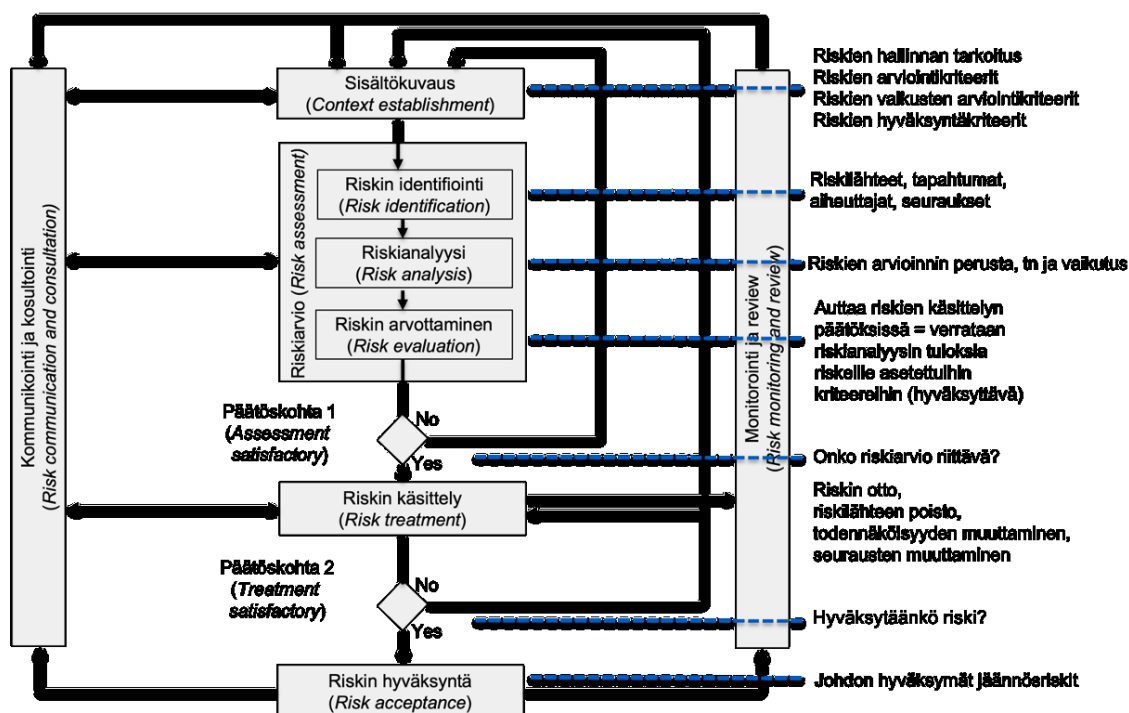 Kommunikointi ja kosultointi
(Risk communication and consultation)
Sisältökuvaus
(Context establishment)
Riskiarvio (Risk assessment)
Riskin identifiointi
(Risk identification)
Riskianalyysi
(Risk analysis)
Riskin arvottaminen
(Risk evaluation)
Päätöskohta 1
(Assessment
satisfactory)
No
Yes
Riskin käsittely
(Risk treatment)
Päätöskohta 2
(Treatment
satisfactory)
No
Yes
Riskin hyväksyntä
(Risk acceptance)
Monitorointi ja review
(Risk monitoring and review)
Riskien hallinnan tarkoitus
Riskien arviointikriteerit
Riskien vaikusten arviointikriteerit
Riskien hyväksyntäkriteerit
Riskilähteet, tapahtumat,
aiheuttajat, seuraukset
Riskien arvioinnin perusta, tn ja vaikutus
Auttaa riskien käsittelyn
päätöksissä = verrataan
riskianalyysin tuloksia
riskeille asetettuihin
kriteereihin (hyväksyttävä)
Onko riskiarvio riittävä?
Riskin otto,
riskilähteen poisto,
todennäköisyyden muuttaminen,
seurausten muuttaminen
Hyväksytäänkö riski?
Johdon hyväksymät jäännösriskit